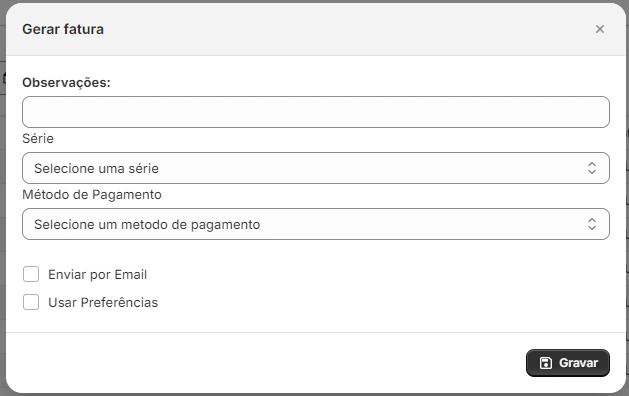 Gerar fatura
Observações:
Série
Selecione uma série
Método de Pagamento
Selecione um metodo de pagamento
Enviar por Email
Usar Preferências
Gravar